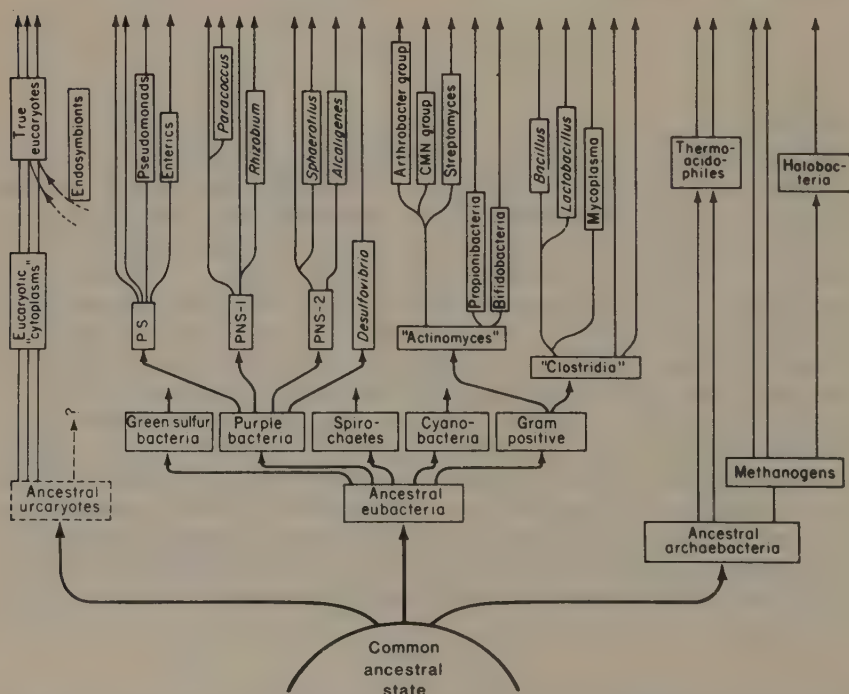 True
eucaryotes
Endosymbionts
Pseudomonads
Enterics
Paracoccus
Rhizobium
Sphaerotilus
Alcaligenes
Arthrobacter group
CMN group
Streptomyces
Propionibacteria
Bifidobacteria
Bacillus
Lactobacillus
Mycoplasma
Thermo-
acido-
philes
Halobac-
teria
Eucaryotic
"cytoplasms"
PS
PNS-1
PNS-2
Desulfovibria
"Actinomyces"
"Clostridia"
?
Green sulfur
bacteria
Purple
bacteria
Spiro-
chaetes
Cyano-
bacteria
Gram
positive
Methanogens
Ancestral
urcaryotes
Ancestral
eubacteria
Ancestral
archaebacteria
Common
ancestral
state